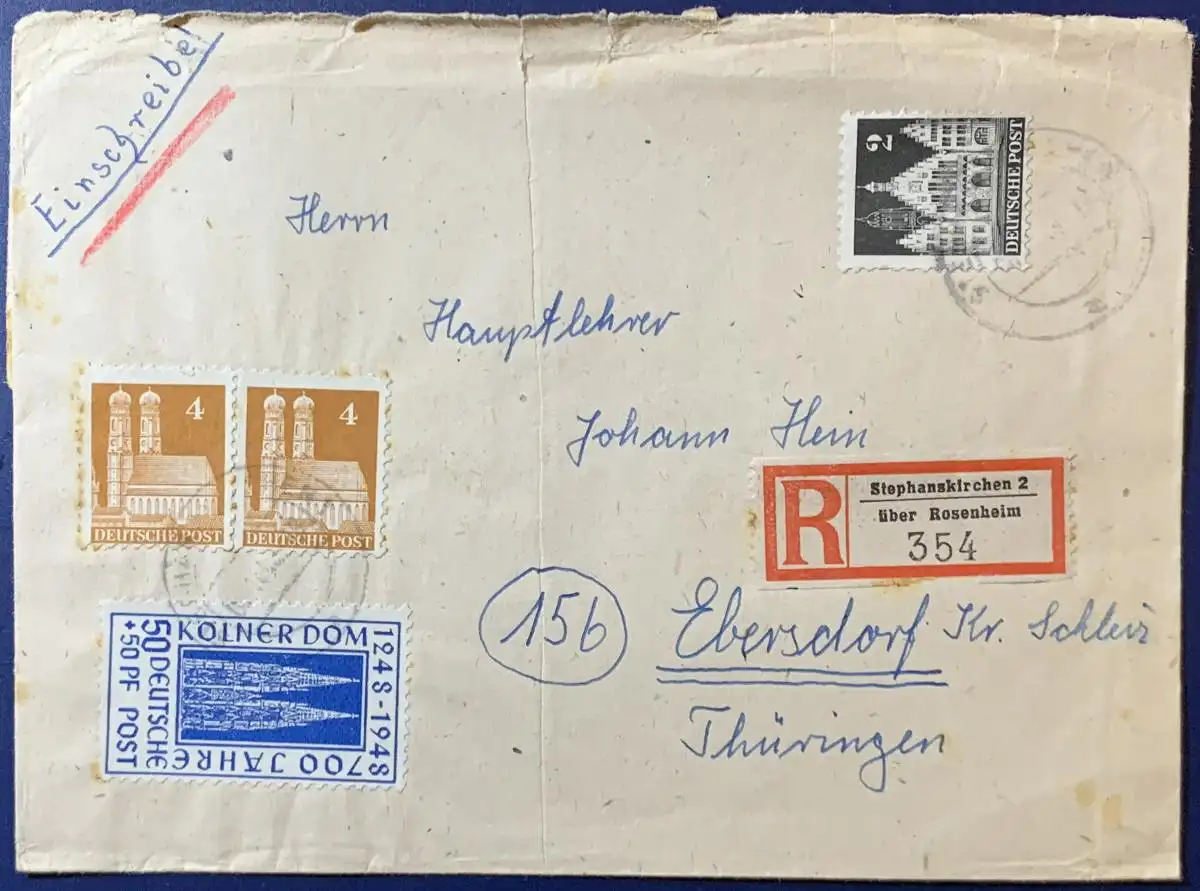 Einschreiben
2
DEUTSCHE POST
Herrn
Hauptlehrer
Johann Hein
4
DEUTSCHE POST
4
DEUTSCHE POST
R
Stephanskirchen 2
über Rosenheim
354
15b
Ebersdorf Kr. Schleiz
Thüringen
KÖLNER DOM
1248-1948
700 JAHRE
50 DEUTSCHE
+50 PF POST